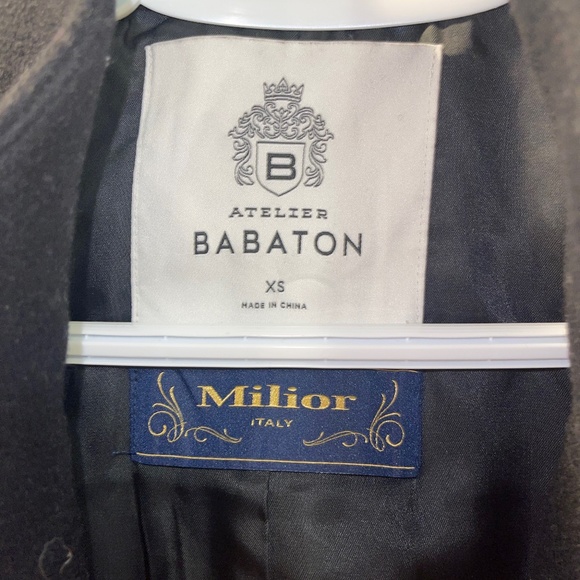 B
ATELIER
BABATON
XS
MADE IN CHINA
Milior
ITALY